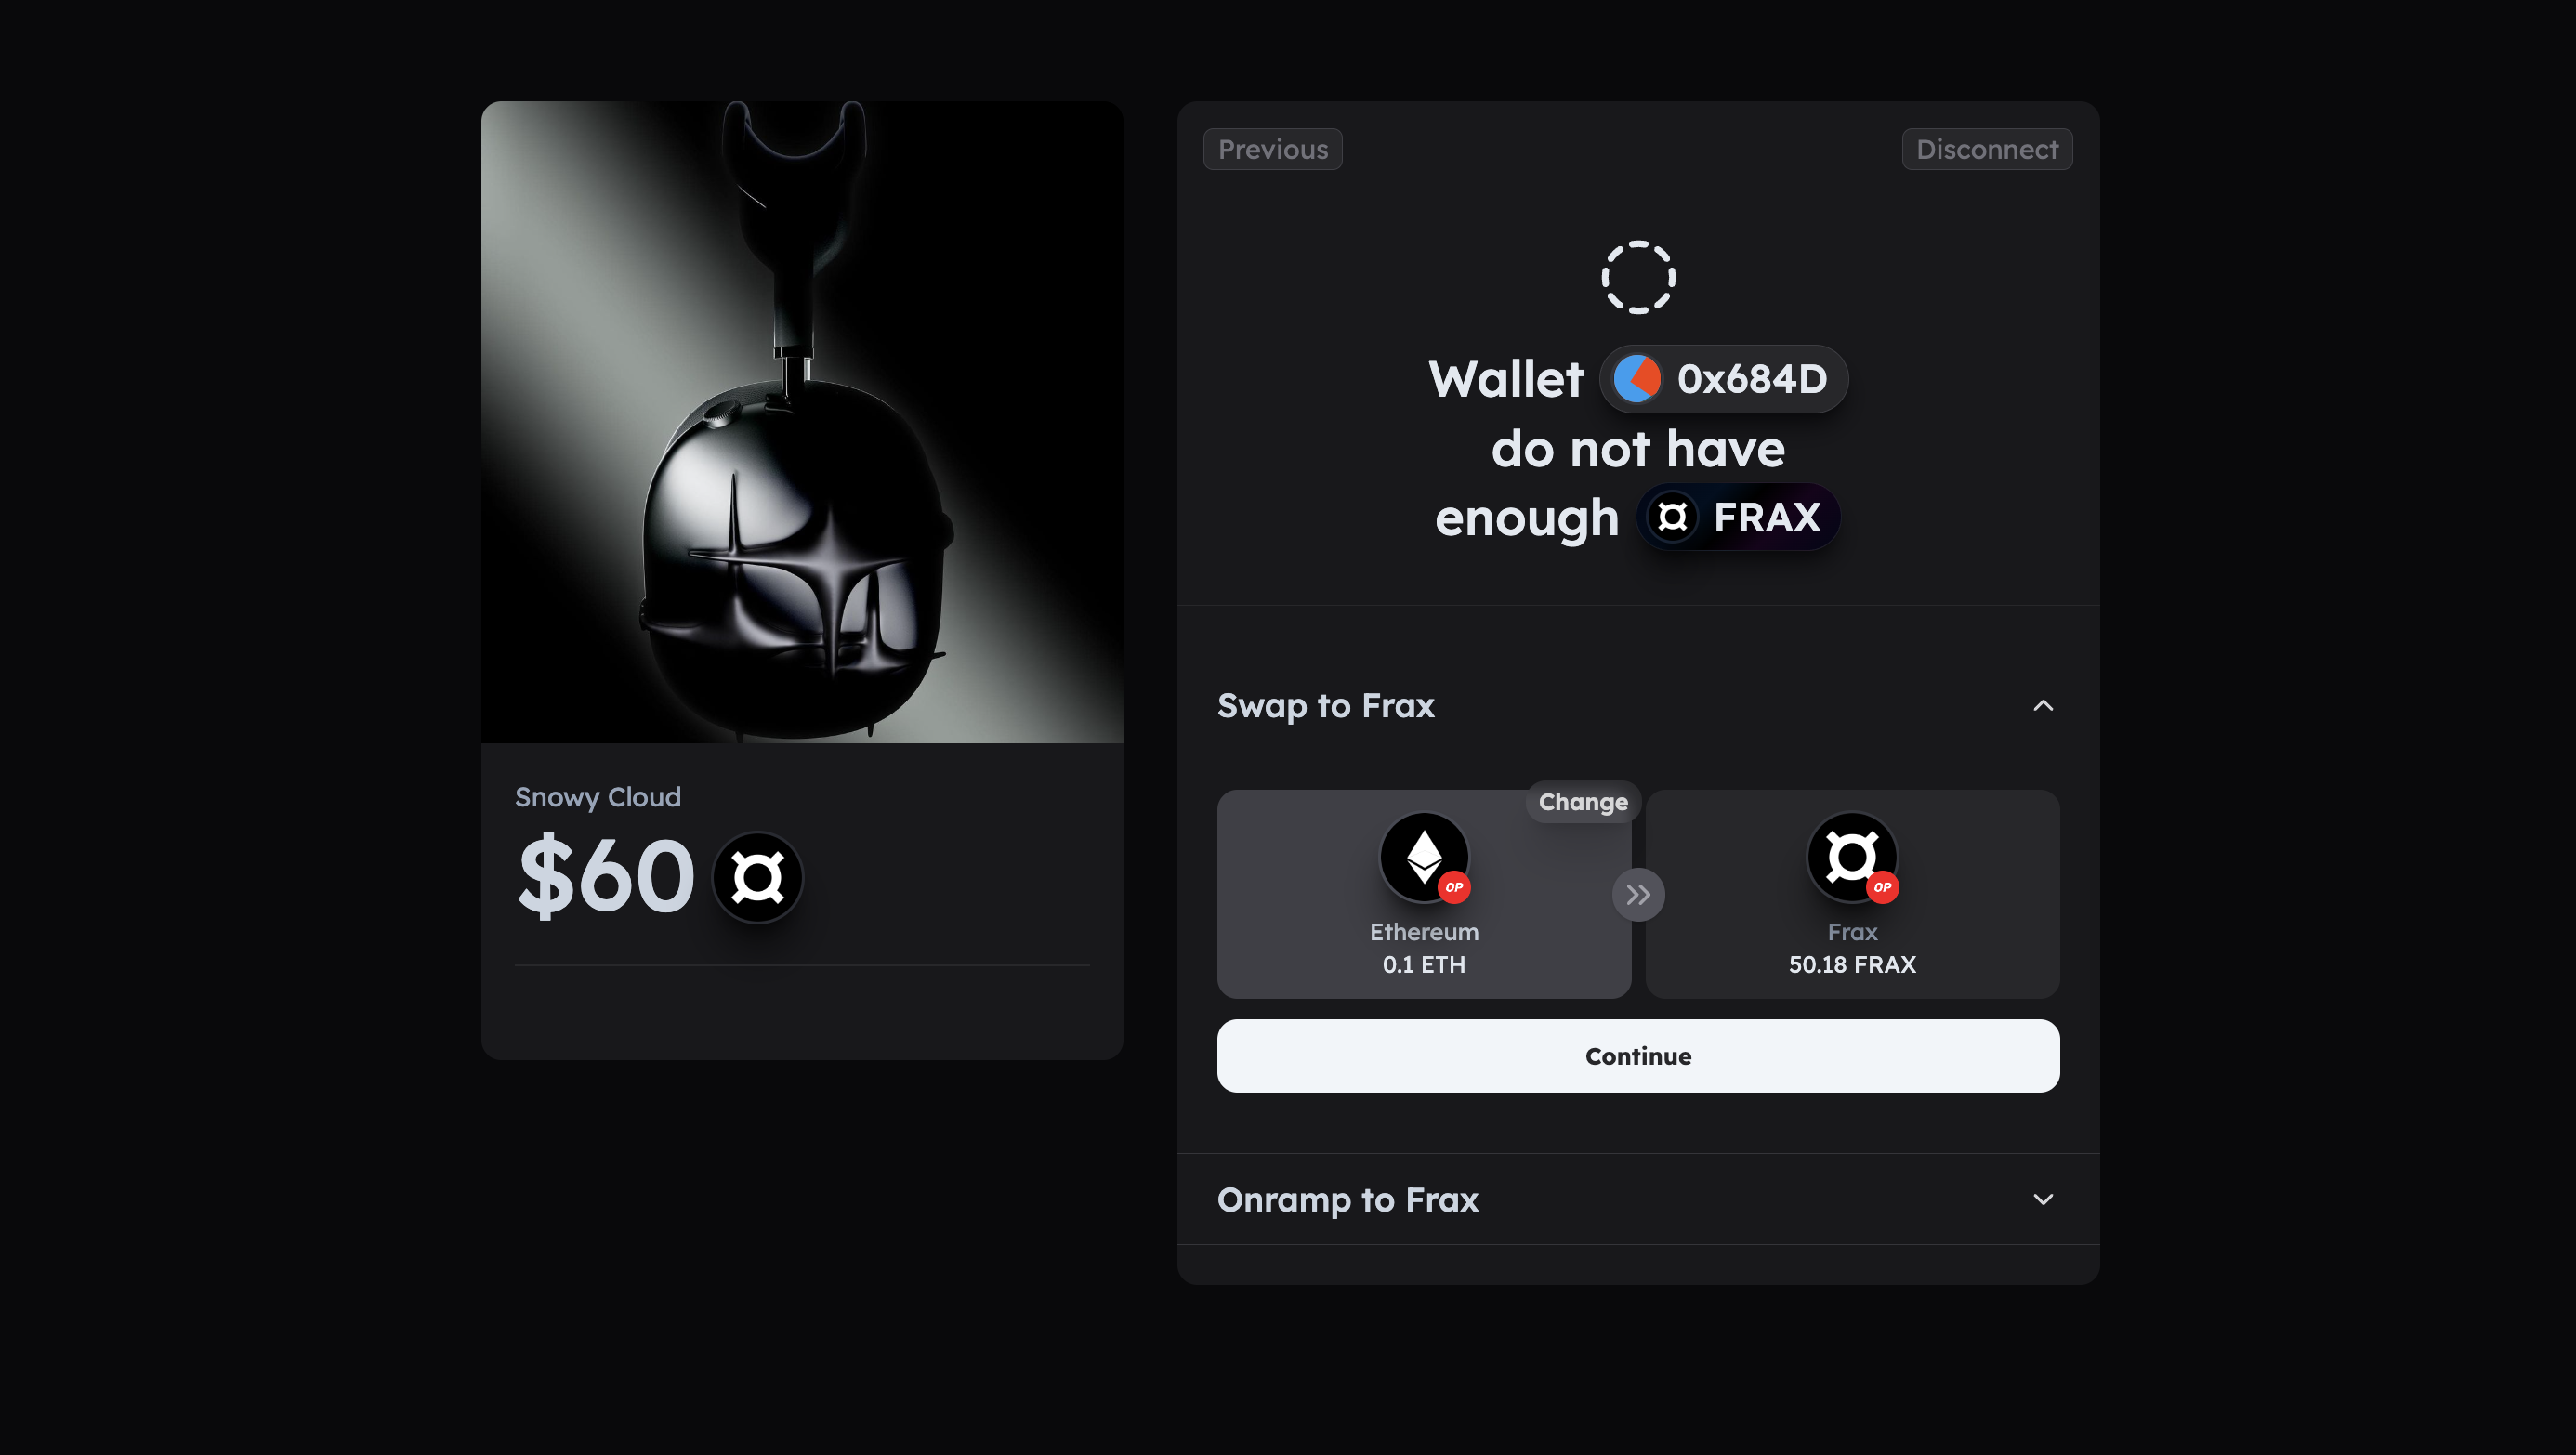 Previous
Disconnect
Wallet 0x684D
do not have
enough FRAX
Swap to Frax
Snowy Cloud
$60
Change
OP
OP
Ethereum
Frax
0.1 ETH
50.18 FRAX
Continue
Onramp to Frax